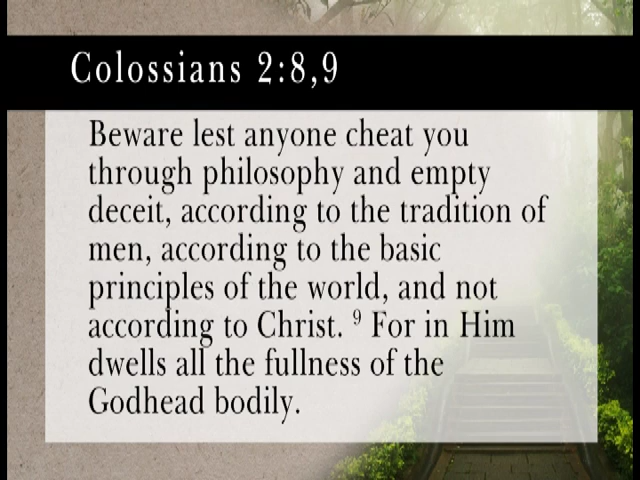 Colossians 2:8,9
Beware lest anyone cheat you
through philosophy and empty
deceit, according to the tradition of
men, according to the basic
principles of the world, and not
according to Christ. ⁹ For in Him
dwells all the fullness of the
Godhead bodily.